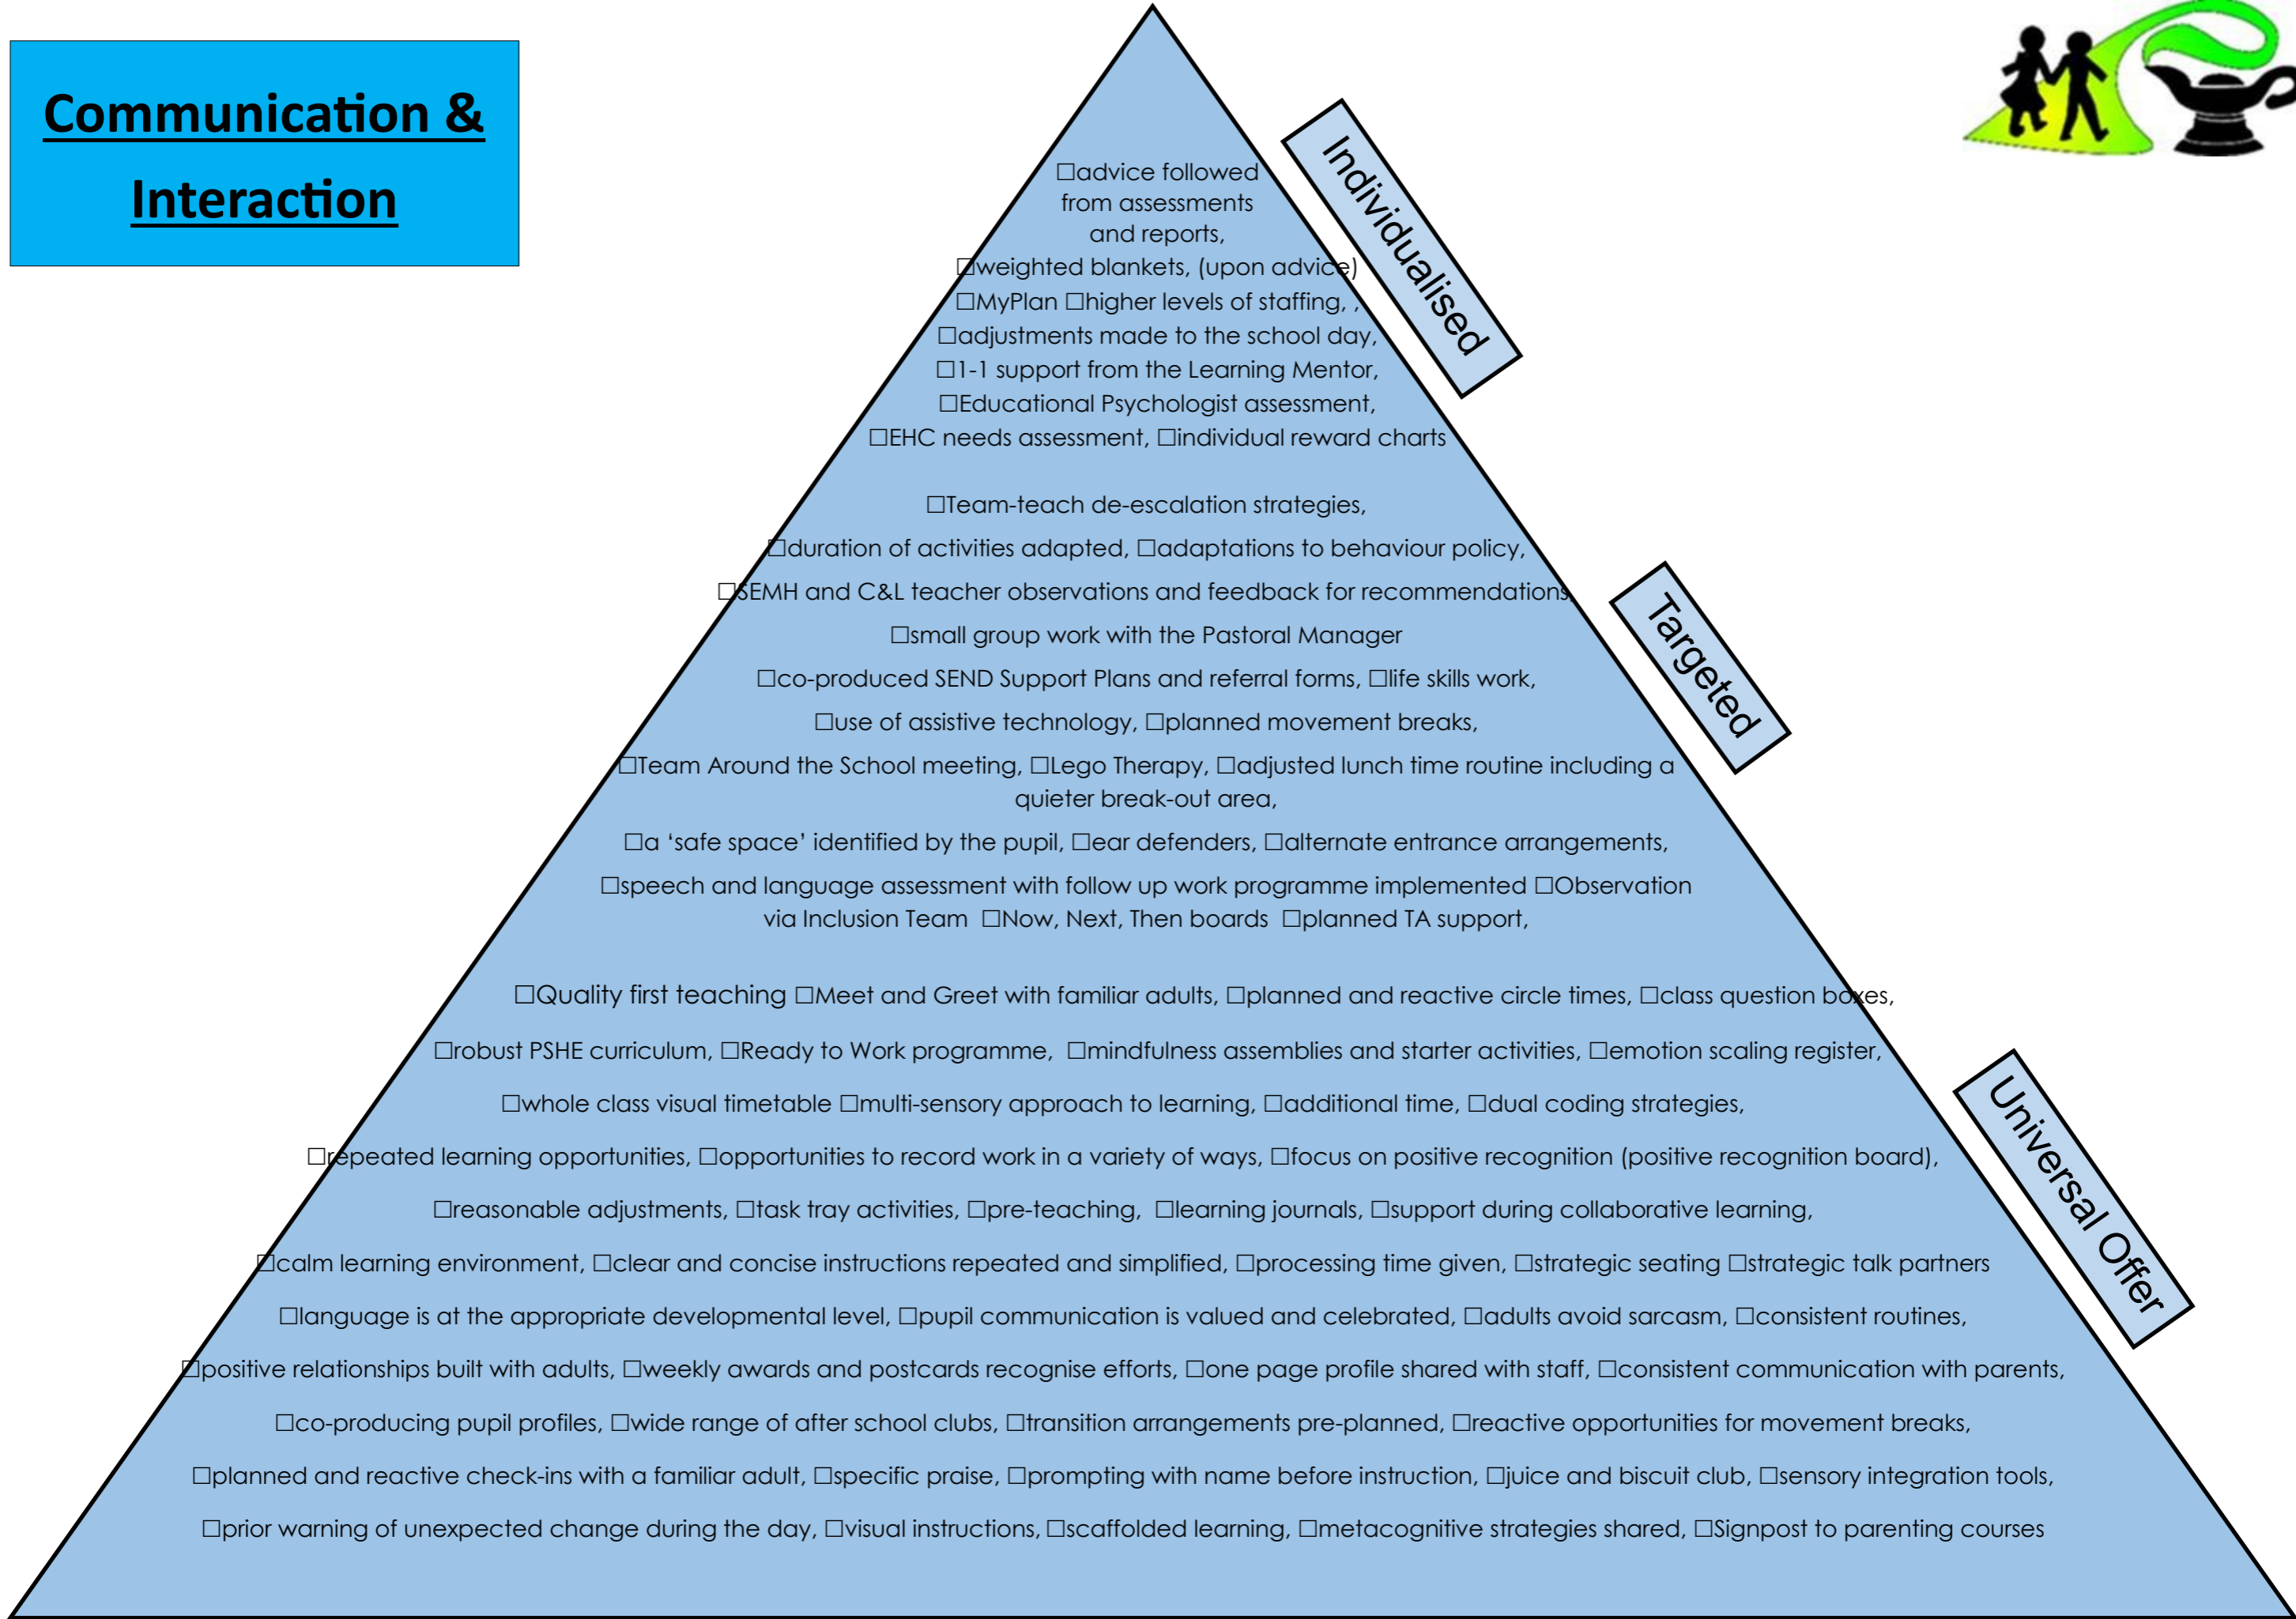 Communication &
Interaction
Individualised
☐advice followed
from assessments
and reports,
☐weighted blankets, (upon advice)
☐MyPlan ☐higher levels of staffing, ,
☐adjustments made to the school day,
☐1-1 support from the Learning Mentor,
☐Educational Psychologist assessment,
☐EHC needs assessment, ☐individual reward charts
Targeted
☐Team-teach de-escalation strategies,
☐duration of activities adapted, ☐adaptations to behaviour policy,
☐SEMH and C&L teacher observations and feedback for recommendations,
☐small group work with the Pastoral Manager
☐co-produced SEND Support Plans and referral forms, ☐life skills work,
☐use of assistive technology, ☐planned movement breaks,
☐Team Around the School meeting, ☐Lego Therapy, ☐adjusted lunch time routine including a
quieter break-out area,
☐a ‘safe space’ identified by the pupil, ☐ear defenders, ☐alternate entrance arrangements,
☐speech and language assessment with follow up work programme implemented ☐Observation
via Inclusion Team ☐Now, Next, Then boards ☐planned TA support,
Universal Offer
☐Quality first teaching ☐Meet and Greet with familiar adults, ☐planned and reactive circle times, ☐class question boxes,
☐robust PSHE curriculum, ☐Ready to Work programme, ☐mindfulness assemblies and starter activities, ☐emotion scaling register,
☐whole class visual timetable ☐multi-sensory approach to learning, ☐additional time, ☐dual coding strategies,
☐repeated learning opportunities, ☐opportunities to record work in a variety of ways, ☐focus on positive recognition (positive recognition board),
☐reasonable adjustments, ☐task tray activities, ☐pre-teaching, ☐learning journals, ☐support during collaborative learning,
☐calm learning environment, ☐clear and concise instructions repeated and simplified, ☐processing time given, ☐strategic seating ☐strategic talk partners
☐language is at the appropriate developmental level, ☐pupil communication is valued and celebrated, ☐adults avoid sarcasm, ☐consistent routines,
☐positive relationships built with adults, ☐weekly awards and postcards recognise efforts, ☐one page profile shared with staff, ☐consistent communication with parents,
☐co-producing pupil profiles, ☐wide range of after school clubs, ☐transition arrangements pre-planned, ☐reactive opportunities for movement breaks,
☐planned and reactive check-ins with a familiar adult, ☐specific praise, ☐prompting with name before instruction, ☐juice and biscuit club, ☐sensory integration tools,
☐prior warning of unexpected change during the day, ☐visual instructions, ☐scaffolded learning, ☐metacognitive strategies shared, ☐Signpost to parenting courses